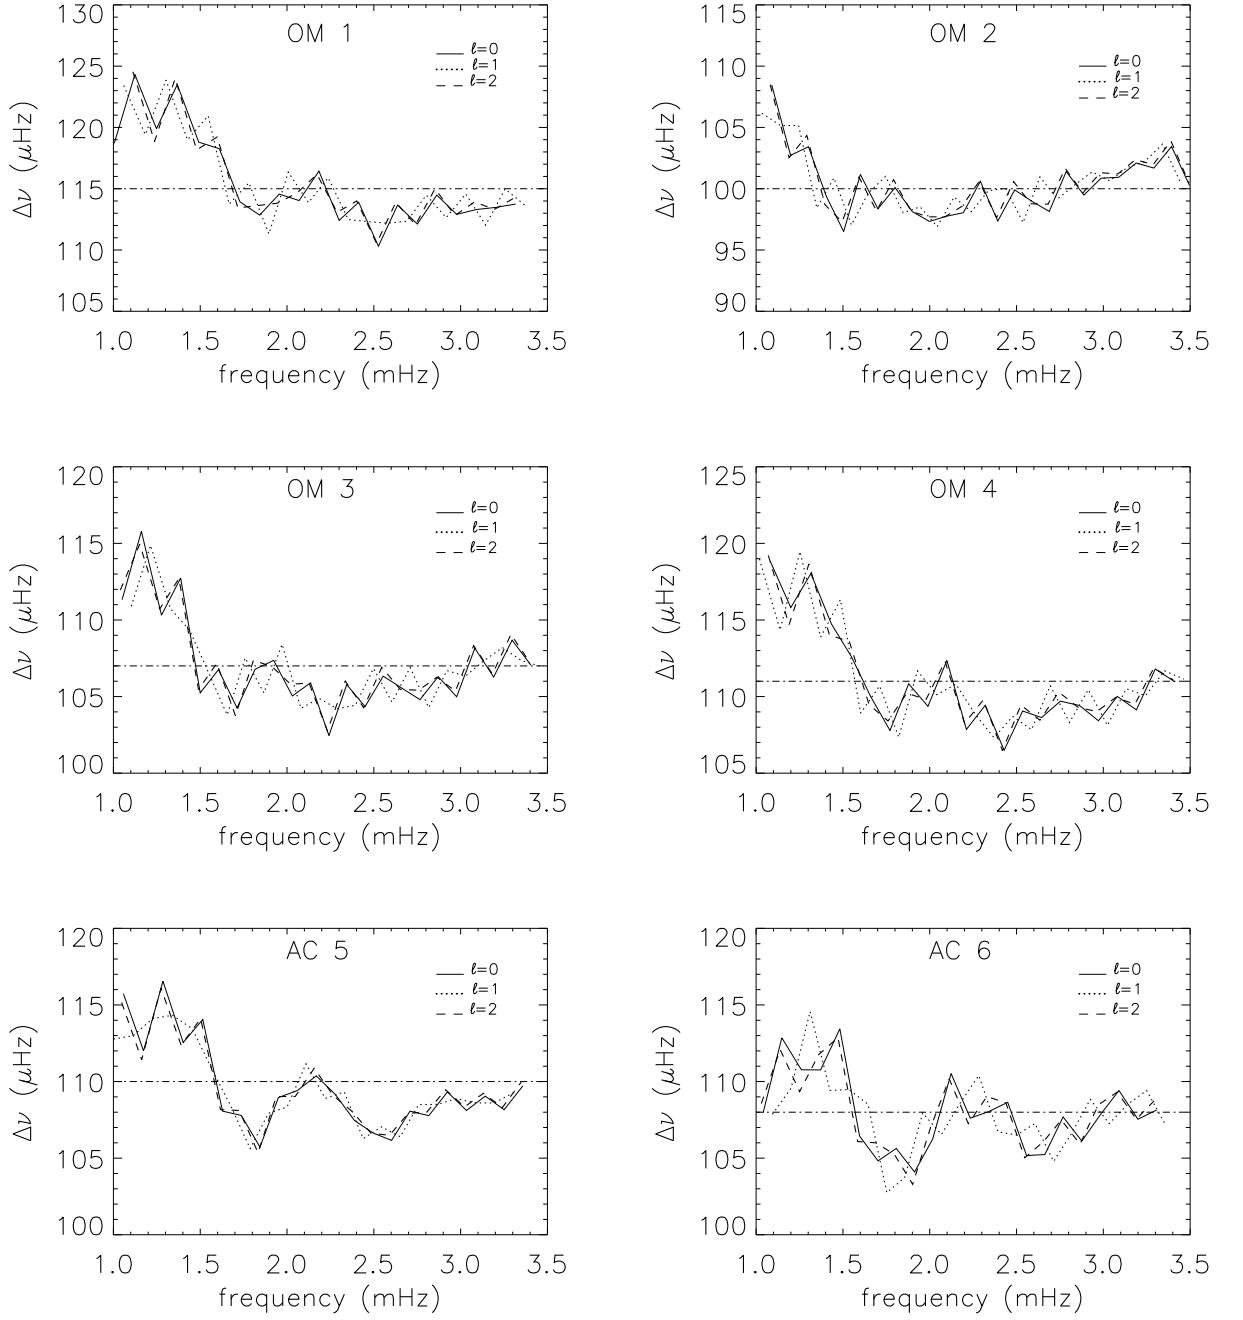 OM 1
ℓ=0
ℓ=1
ℓ=2
130
125
120
115
110
105
Δν (μHz)
1.0 1.5 2.0 2.5 3.0 3.5
frequency (mHz)
OM 2
ℓ=0
ℓ=1
ℓ=2
115
110
105
100
95
90
Δν (μHz)
1.0 1.5 2.0 2.5 3.0 3.5
frequency (mHz)
OM 3
ℓ=0
ℓ=1
ℓ=2
120
115
110
105
100
Δν (μHz)
1.0 1.5 2.0 2.5 3.0 3.5
frequency (mHz)
OM 4
ℓ=0
ℓ=1
ℓ=2
125
120
115
110
105
Δν (μHz)
1.0 1.5 2.0 2.5 3.0 3.5
frequency (mHz)
AC 5
ℓ=0
ℓ=1
ℓ=2
120
115
110
105
100
Δν (μHz)
1.0 1.5 2.0 2.5 3.0 3.5
frequency (mHz)
AC 6
ℓ=0
ℓ=1
ℓ=2
120
115
110
105
100
Δν (μHz)
1.0 1.5 2.0 2.5 3.0 3.5
frequency (mHz)